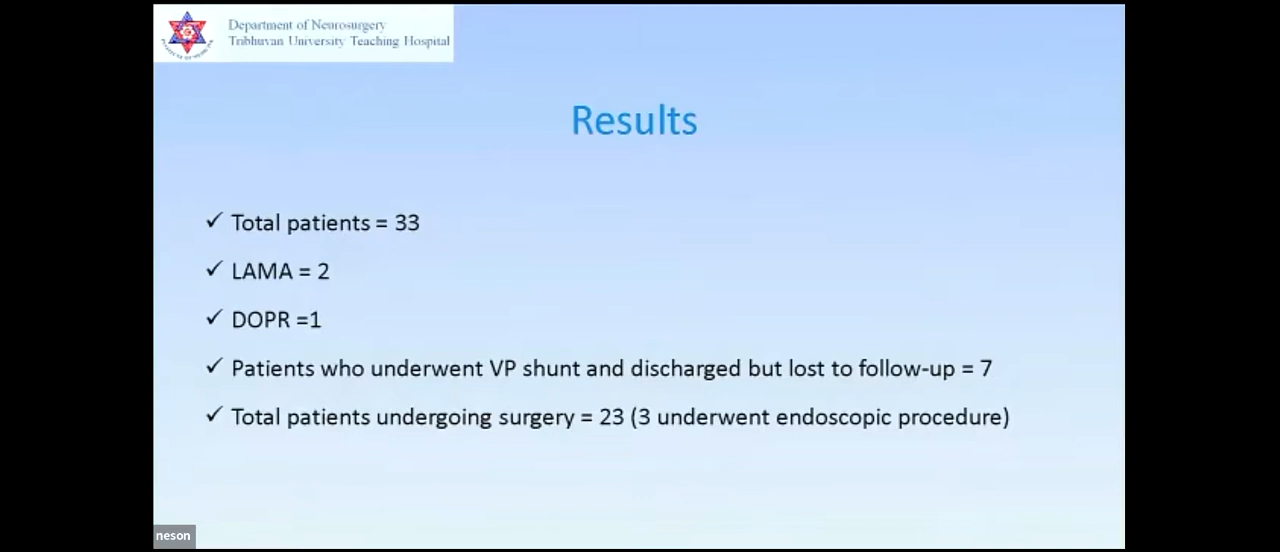 Department of Neurosurgery
Tribhuvan University Teaching Hospital
Results
✓ Total patients = 33
✓ LAMA = 2
✓ DOPR =1
✓ Patients who underwent VP shunt and discharged but lost to follow-up = 7
✓ Total patients undergoing surgery = 23 (3 underwent endoscopic procedure)
neson